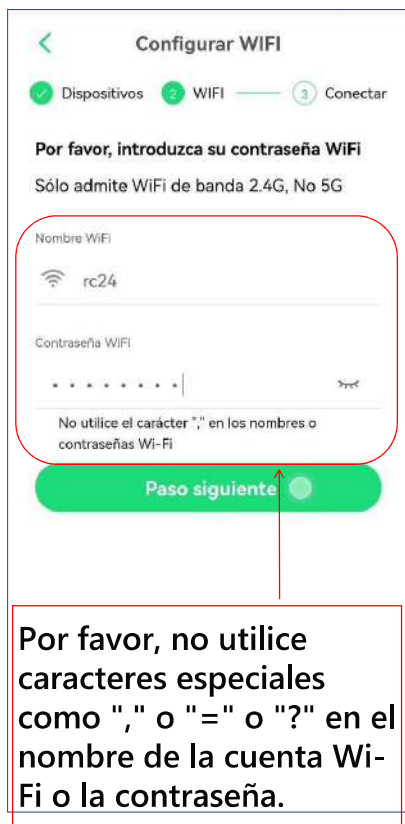 Configurar WIFI
Dispositivos 2 WIFI 3 Conectar
Por favor, introduzca su contraseña WiFi
Sólo admite WiFi de banda 2.4G, No 5G
Nombre WiFi
rc24
Contraseña WiFi
No utilice el carácter "," en los nombres o
contraseñas Wi-Fi
Paso siguiente
Por favor, no utilice
caracteres especiales
como "," o "=" o "?" en el
nombre de la cuenta Wi-
Fi o la contraseña.